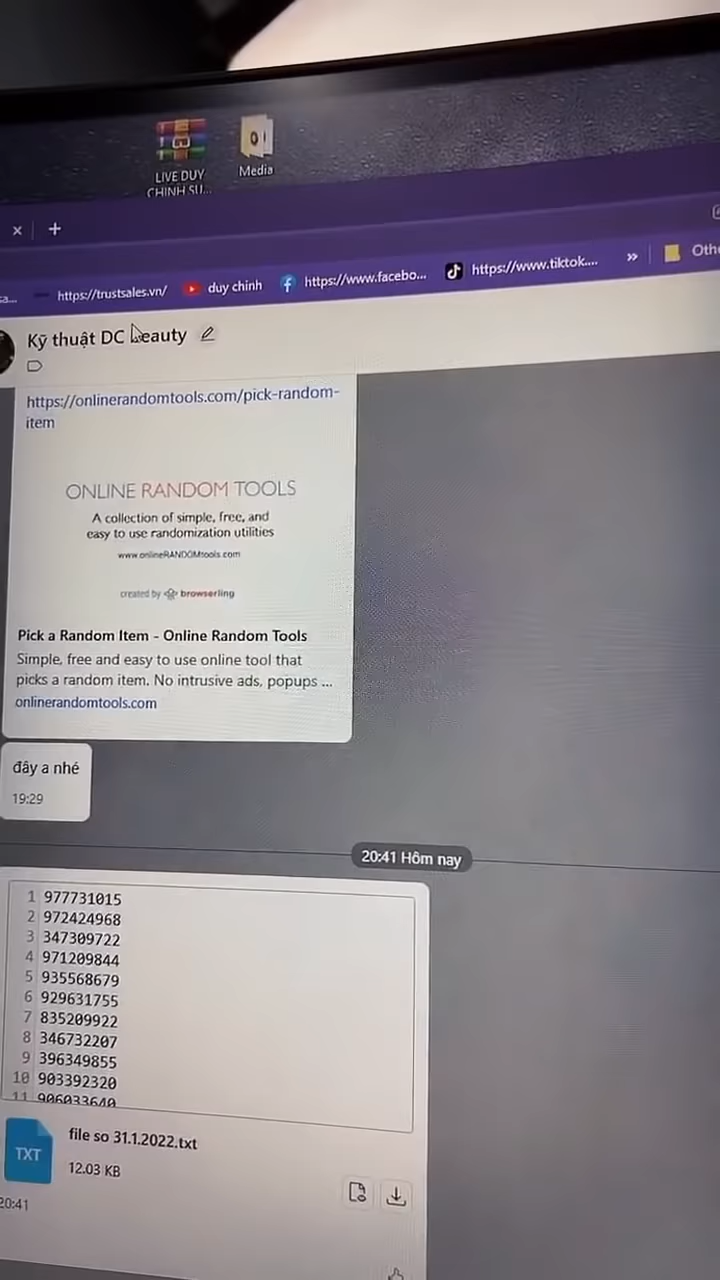 LIVE DUY
CHINH SU...
Media
https://trustsales.vn/
duy chinh
https://www.facebo...
https://www.tiktok....
»
Kỹ thuật DC Beauty
https://onlinerandomtools.com/pick-random-
item
ONLINE RANDOM TOOLS
A collection of simple, free, and
easy to use randomization utilities
www.onlineRANDOMtools.com
created by browserling
Pick a Random Item - Online Random Tools
Simple, free and easy to use online tool that
picks a random item. No intrusive ads, popups ...
onlinerandomtools.com
đây a nhé
19:29
20:41 Hôm nay
1 977731015
2 972424968
3 347309722
4 971209844
5 935568679
6 929631755
7 835209922
8 346732207
9 396349855
10 903392320
11 906033640
TXT
file so 31.1.2022.txt
12.03 KB
20:41